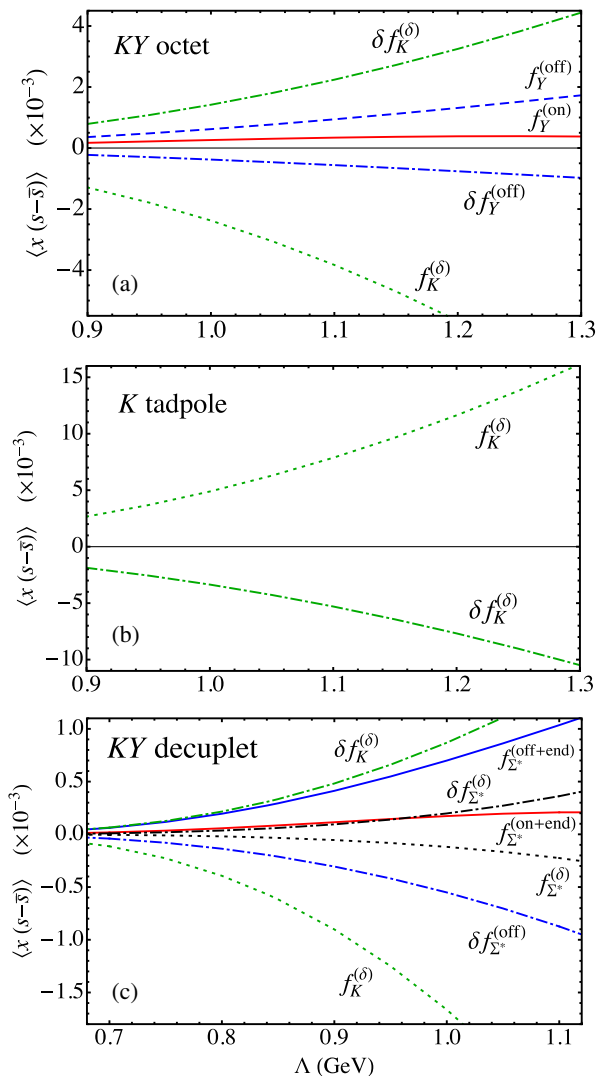 KY octet
δf_K^(δ)
f_Y^(off)
f_Y^(on)
δf_Y^(off)
f_K^(δ)
(a)
4
2
0
−2
−4
⟨x (s−s̅)⟩ (×10⁻³)
0.9 1.0 1.1 1.2 1.3
K tadpole
f_K^(δ)
δf_K^(δ)
(b)
15
10
5
0
−5
−10
⟨x (s−s̅)⟩ (×10⁻³)
0.9 1.0 1.1 1.2 1.3
KY decuplet
δf_K^(δ)
f_Σ*^(off+end)
δf_Σ*^(δ)
f_Σ*^(on+end)
f_Σ*^(δ)
δf_Σ*^(off)
f_K^(δ)
(c)
1.0
0.5
0.0
−0.5
−1.0
−1.5
⟨x (s−s̅)⟩ (×10⁻³)
0.7 0.8 0.9 1.0 1.1
Λ (GeV)